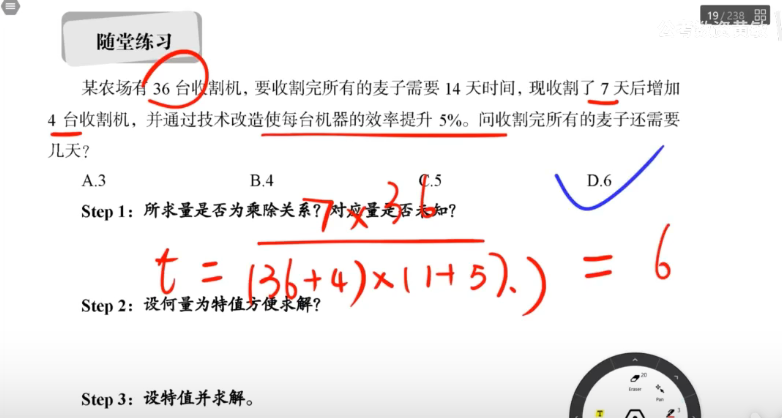 19 / 238
随堂练习
某农场有 36 台收割机，要收割完所有的麦子需要 14 天时间，现收割了 7 天后增加
4 台收割机，并通过技术改造使每台机器的效率提升 5%。问收割完所有的麦子还需要
几天？
A.3 B.4 C.5 D.6
Step 1：所求量是否为乘除关系？对应量是否未知？
7×36
t = (36+4)×(1+5%) = 6
Step 2：设何量为特值方便求解？
Step 3：设特值并求解。
20
Eraser
Pen
T